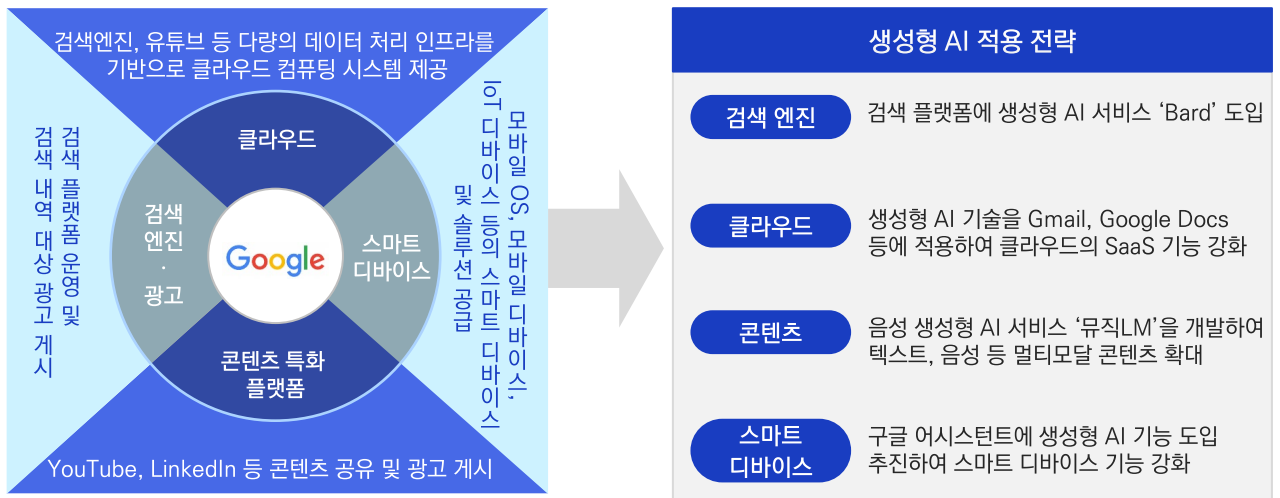 검색엔진, 유튜브 등 다량의 데이터 처리 인프라를
기반으로 클라우드 컴퓨팅 시스템 제공
검색 플랫폼 운영 및
검색 내역 대상 광고 게시
클라우드
검색
엔진
·
광고
Google
스마트
디바이스
콘텐츠 특화
플랫폼
모바일 OS, 모바일 디바이스,
IoT 디바이스 등의 스마트 디바이스
및 솔루션 공급
YouTube, LinkedIn 등 콘텐츠 공유 및 광고 게시
생성형 AI 적용 전략
검색 엔진
검색 플랫폼에 생성형 AI 서비스 ‘Bard’ 도입
클라우드
생성형 AI 기술을 Gmail, Google Docs
등에 적용하여 클라우드의 SaaS 기능 강화
콘텐츠
음성 생성형 AI 서비스 ‘뮤직LM’을 개발하여
텍스트, 음성 등 멀티모달 콘텐츠 확대
스마트
디바이스
구글 어시스턴트에 생성형 AI 기능 도입
추진하여 스마트 디바이스 기능 강화